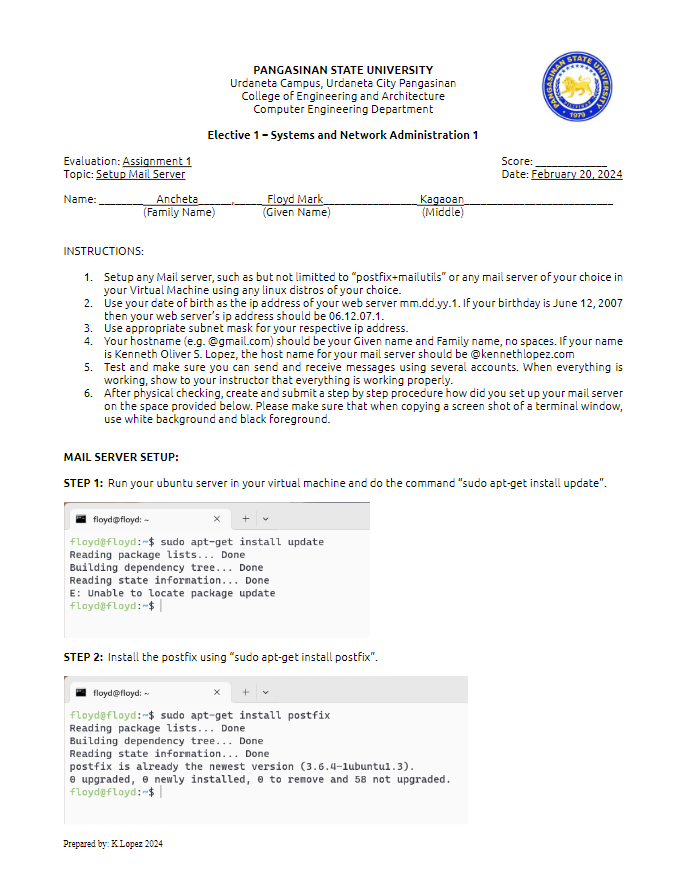 PANGASINAN STATE UNIVERSITY
Urdaneta Campus, Urdaneta City Pangasinan
College of Engineering and Architecture
Computer Engineering Department
PANGASINAN STATE UNIVERSITY
1979
Elective 1 – Systems and Network Administration 1
Evaluation: Assignment 1
Score: ____________
Topic: Setup Mail Server
Date: February 20, 2024
Name: ________Ancheta______,_____Floyd Mark________________Kagaoan_________________________
(Family Name) (Given Name) (Middle)
INSTRUCTIONS:
1. Setup any Mail server, such as but not limitted to “postfix+mailutils” or any mail server of your choice in
your Virtual Machine using any linux distros of your choice.
2. Use your date of birth as the ip address of your web server mm.dd.yy.1. If your birthday is June 12, 2007
then your web server’s ip address should be 06.12.07.1.
3. Use appropriate subnet mask for your respective ip address.
4. Your hostname (e.g. @gmail.com) should be your Given name and Family name, no spaces. If your name
is Kenneth Oliver S. Lopez, the host name for your mail server should be @kennethlopez.com
5. Test and make sure you can send and receive messages using several accounts. When everything is
working, show to your instructor that everything is working properly.
6. After physical checking, create and submit a step by step procedure how did you set up your mail server
on the space provided below. Please make sure that when copying a screen shot of a terminal window,
use white background and black foreground.
MAIL SERVER SETUP:
STEP 1: Run your ubuntu server in your virtual machine and do the command “sudo apt-get install update”.
floyd@floyd: ~
floyd@floyd:~$ sudo apt-get install update
Reading package lists... Done
Building dependency tree... Done
Reading state information... Done
E: Unable to locate package update
floyd@floyd:~$
STEP 2: Install the postfix using “sudo apt-get install postfix”.
floyd@floyd: ~
floyd@floyd:~$ sudo apt-get install postfix
Reading package lists... Done
Building dependency tree... Done
Reading state information... Done
postfix is already the newest version (3.6.4-1ubuntu1.3).
0 upgraded, 0 newly installed, 0 to remove and 58 not upgraded.
floyd@floyd:~$
Prepared by: K.Lopez 2024